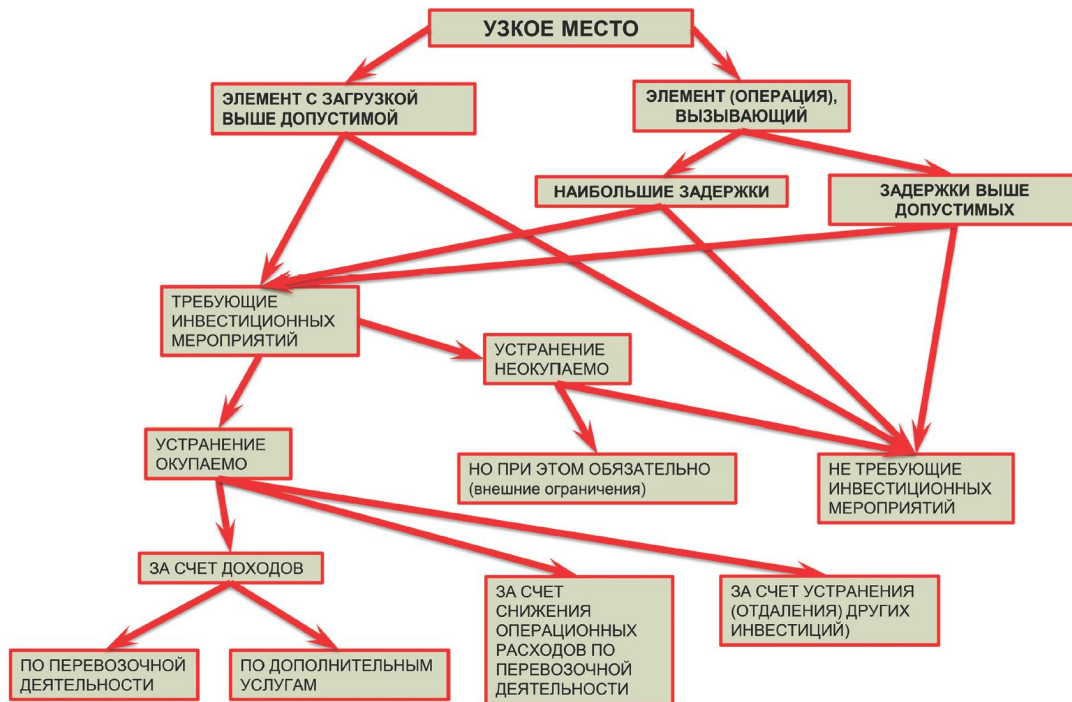 УЗКОЕ МЕСТО
ЭЛЕМЕНТ С ЗАГРУЗКОЙ
ВЫШЕ ДОПУСТИМОЙ
ЭЛЕМЕНТ (ОПЕРАЦИЯ),
ВЫЗЫВАЮЩИЙ
НАИБОЛЬШИЕ ЗАДЕРЖКИ
ЗАДЕРЖКИ ВЫШЕ
ДОПУСТИМЫХ
ТРЕБУЮЩИЕ
ИНВЕСТИЦИОННЫХ
МЕРОПРИЯТИЙ
УСТРАНЕНИЕ
НЕОКУПАЕМО
УСТРАНЕНИЕ
ОКУПАЕМО
НО ПРИ ЭТОМ ОБЯЗАТЕЛЬНО
(внешние ограничения)
НЕ ТРЕБУЮЩИЕ
ИНВЕСТИЦИОННЫХ
МЕРОПРИЯТИЙ
ЗА СЧЕТ ДОХОДОВ
ЗА СЧЕТ
СНИЖЕНИЯ
ОПЕРАЦИОННЫХ
РАСХОДОВ ПО
ПЕРЕВОЗОЧНОЙ
ДЕЯТЕЛЬНОСТИ
ЗА СЧЕТ УСТРАНЕНИЯ
(ОТДАЛЕНИЯ) ДРУГИХ
ИНВЕСТИЦИЙ)
ПО ПЕРЕВОЗОЧНОЙ
ДЕЯТЕЛЬНОСТИ
ПО ДОПОЛНИТЕЛЬНЫМ
УСЛУГАМ